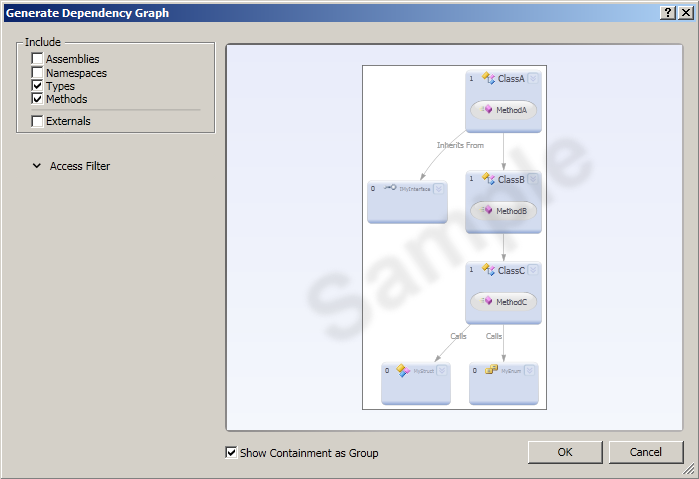 Generate Dependency Graph
Include
Assemblies
Namespaces
Types
Methods
Externals
Access Filter
1 ClassA
MethodA
Inherits From
0 IMyInterface
1 ClassB
MethodB
1 ClassC
MethodC
Calls Calls
0 MyStruct
0 MyEnum
Sample
Show Containment as Group
OK
Cancel